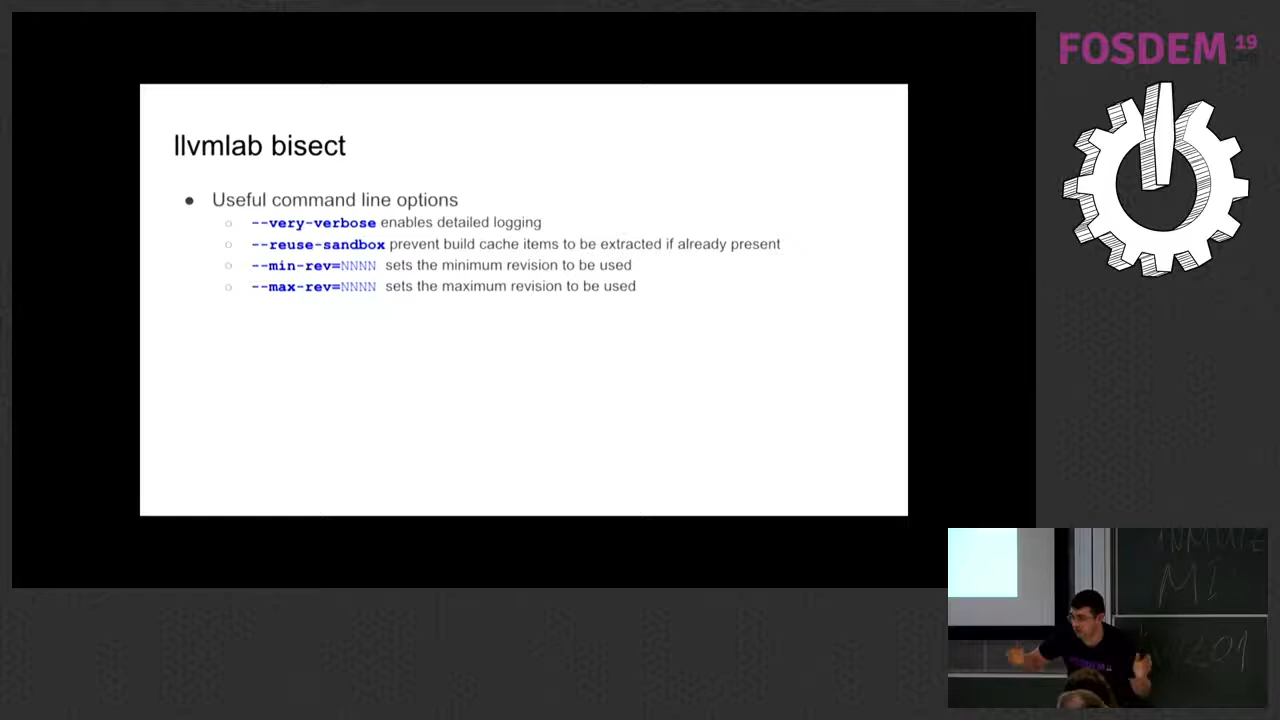 llvmlab bisect
● Useful command line options
○ --very-verbose enables detailed logging
○ --reuse-sandbox prevent build cache items to be extracted if already present
○ --min-rev=NNNN sets the minimum revision to be used
○ --max-rev=NNNN sets the maximum revision to be used
FOSDEM 19
MI